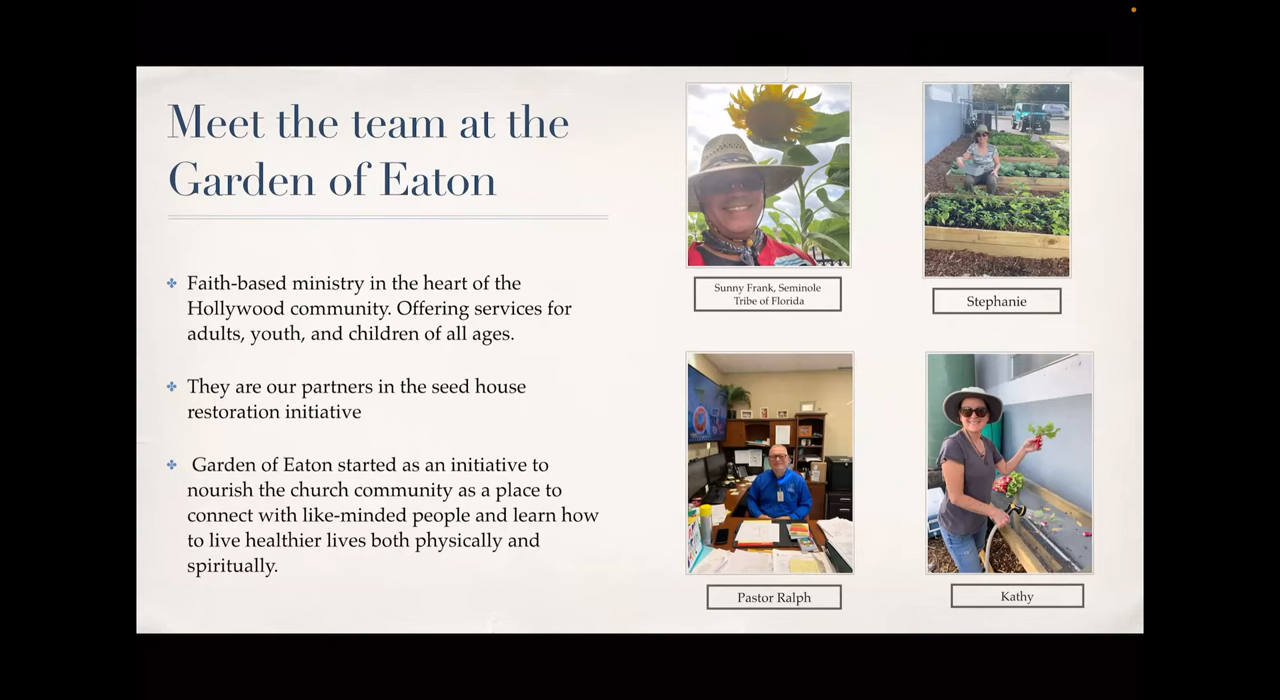 Meet the team at the
Garden of Eaton
Faith-based ministry in the heart of the
Hollywood community. Offering services for
adults, youth, and children of all ages.
They are our partners in the seed house
restoration initiative
Garden of Eaton started as an initiative to
nourish the church community as a place to
connect with like-minded people and learn how
to live healthier lives both physically and
spiritually.
Sunny Frank, Seminole
Tribe of Florida
Stephanie
Pastor Ralph
Kathy